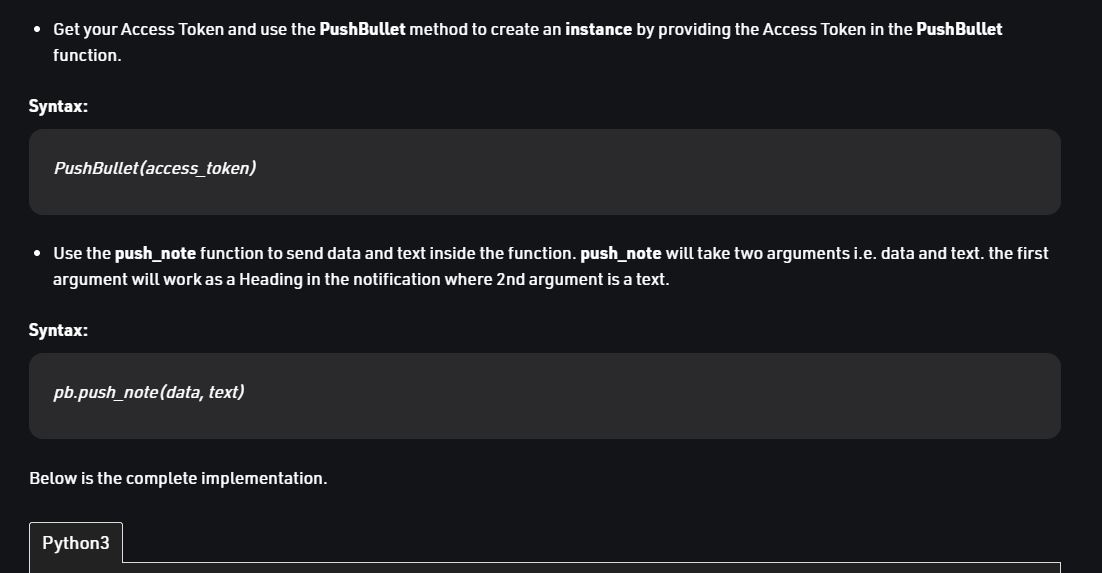 • Get your Access Token and use the PushBullet method to create an instance by providing the Access Token in the PushBullet
function.
Syntax:
PushBullet(access_token)
• Use the push_note function to send data and text inside the function. push_note will take two arguments i.e. data and text. the first
argument will work as a Heading in the notification where 2nd argument is a text.
Syntax:
pb.push_note(data, text)
Below is the complete implementation.
Python3